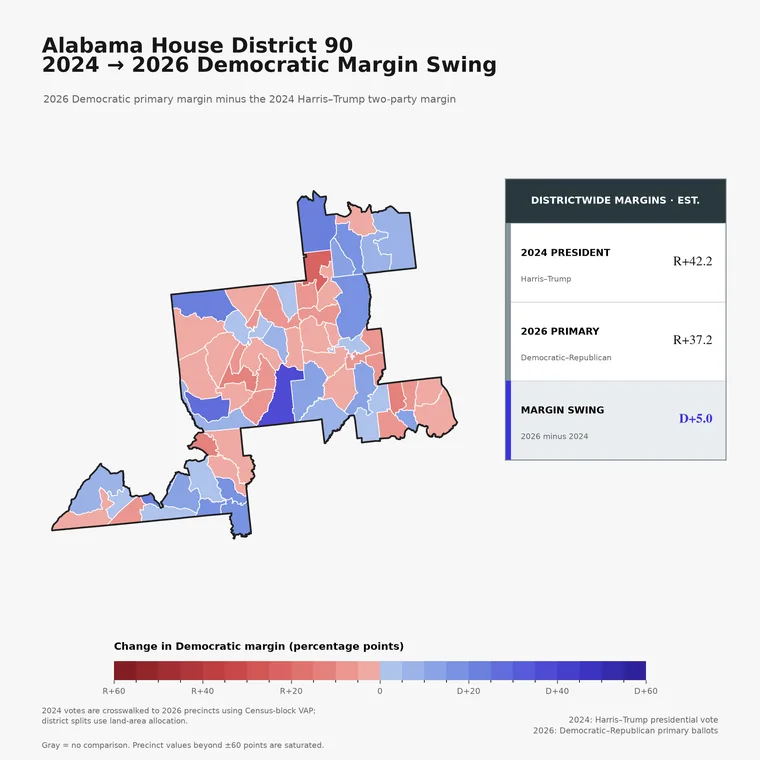 Alabama House District 90
2024 → 2026 Democratic Margin Swing
2026 Democratic primary margin minus the 2024 Harris–Trump two-party margin
DISTRICTWIDE MARGINS · EST.
2024 PRESIDENT
R+42.2
Harris–Trump
2026 PRIMARY
R+37.2
Democratic–Republican
MARGIN SWING
D+5.0
2026 minus 2024
Change in Democratic margin (percentage points)
R+60 R+40 R+20 0 D+20 D+40 D+60
2024 votes are crosswalked to 2026 precincts using Census-block VAP;
district splits use land-area allocation.
Gray = no comparison. Precinct values beyond ±60 points are saturated.
2024: Harris–Trump presidential vote
2026: Democratic–Republican primary ballots